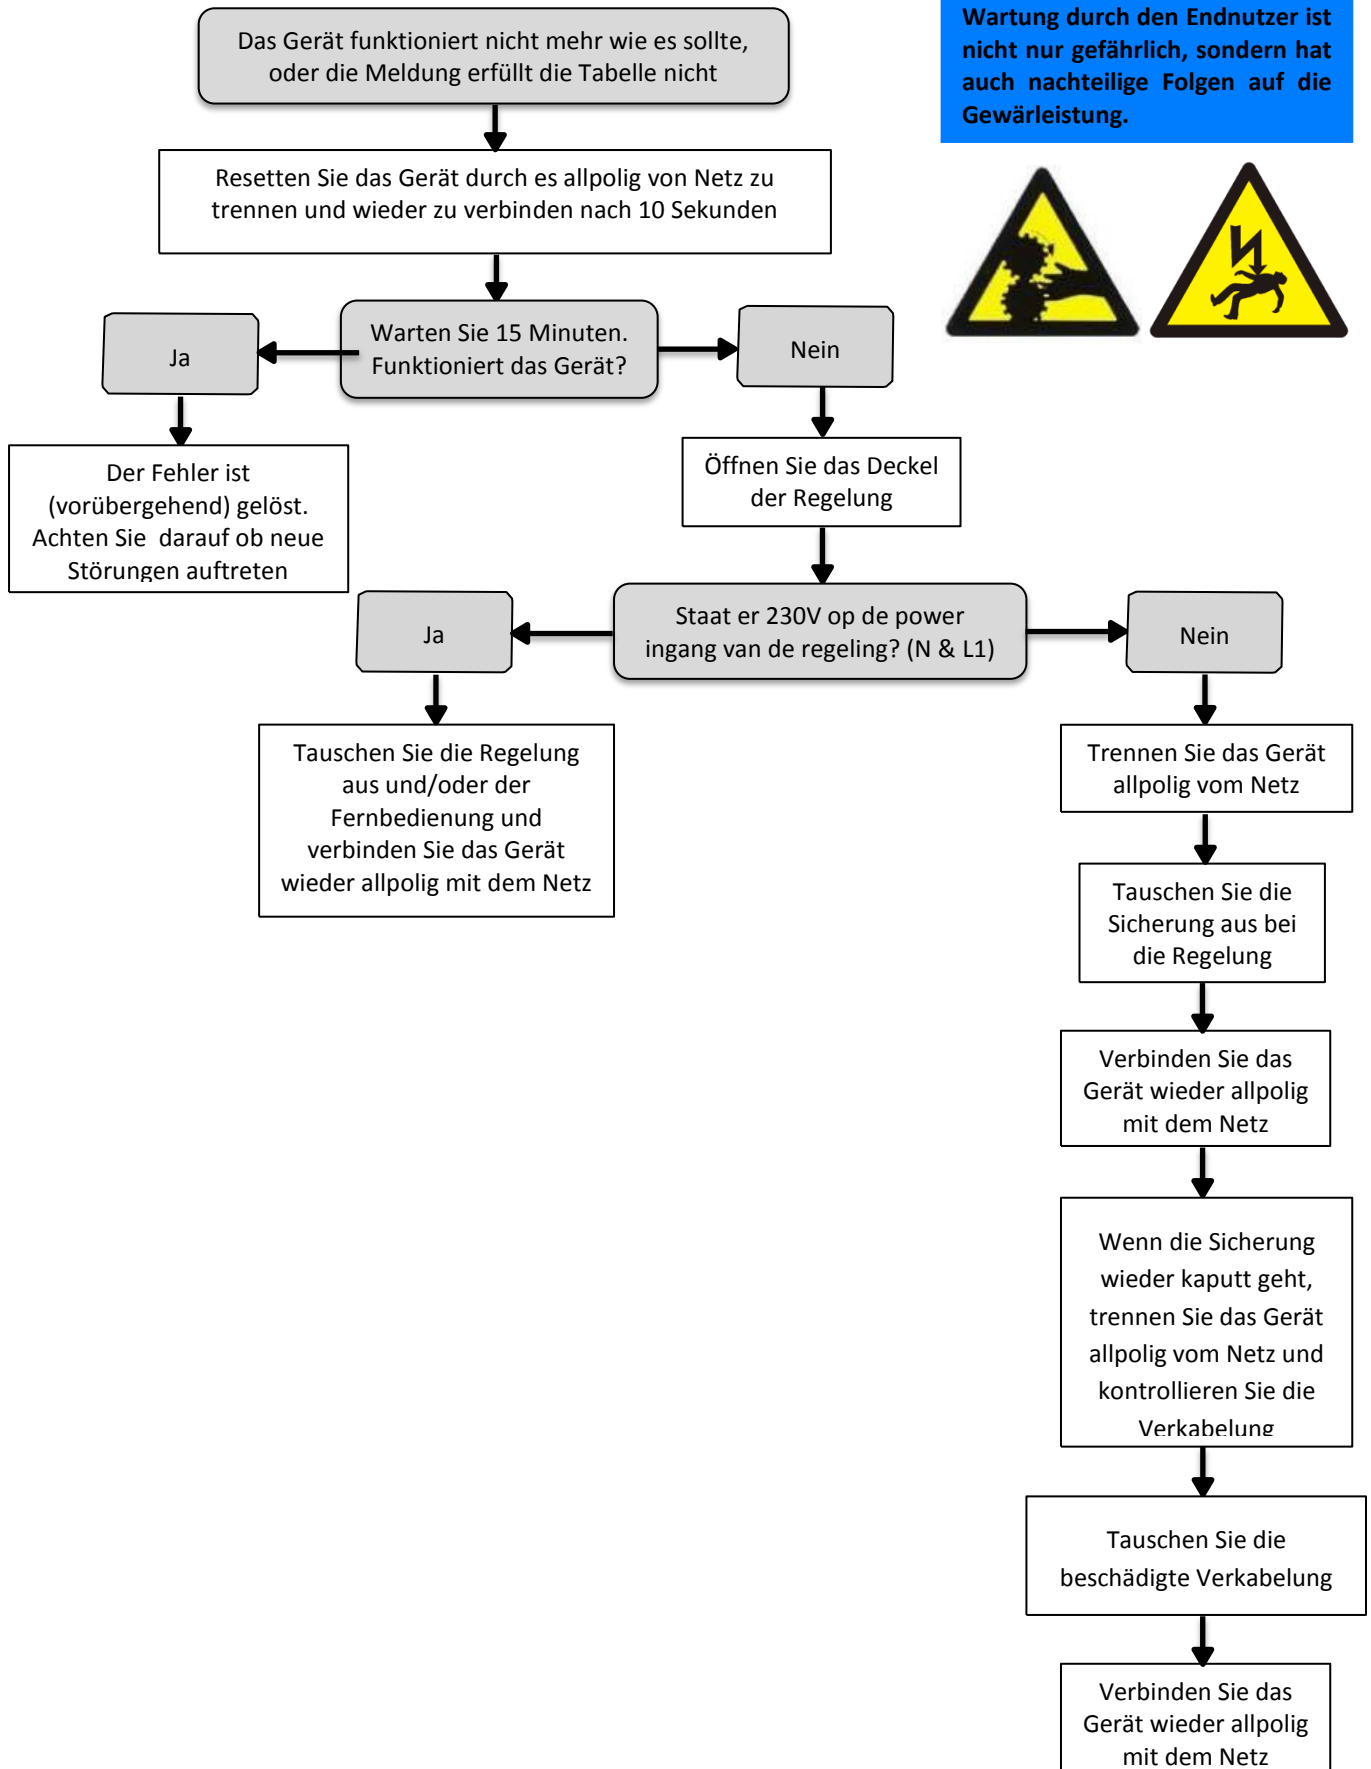 Wartung durch den Endnutzer ist
nicht nur gefährlich, sondern hat
auch nachteilige Folgen auf die
Gewärleistung.
Das Gerät funktioniert nicht mehr wie es sollte,
oder die Meldung erfüllt die Tabelle nicht
Resetten Sie das Gerät durch es allpolig von Netz zu
trennen und wieder zu verbinden nach 10 Sekunden
Warten Sie 15 Minuten.
Funktioniert das Gerät?
Ja
Nein
Der Fehler ist
(vorübergehend) gelöst.
Achten Sie darauf ob neue
Störungen auftreten
Öffnen Sie das Deckel
der Regelung
Staat er 230V op de power
ingang van de regeling? (N & L1)
Ja
Nein
Tauschen Sie die Regelung
aus und/oder der
Fernbedienung und
verbinden Sie das Gerät
wieder allpolig mit dem Netz
Trennen Sie das Gerät
allpolig vom Netz
Tauschen Sie die
Sicherung aus bei
die Regelung
Verbinden Sie das
Gerät wieder allpolig
mit dem Netz
Wenn die Sicherung
wieder kaputt geht,
trennen Sie das Gerät
allpolig vom Netz und
kontrollieren Sie die
Verkabelung
Tauschen Sie die
beschädigte Verkabelung
Verbinden Sie das
Gerät wieder allpolig
mit dem Netz